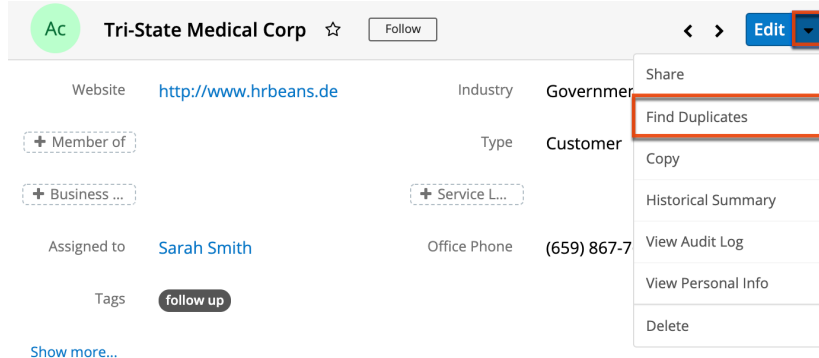 Ac Tri-State Medical Corp Follow Edit
Share
Website http://www.hrbeans.de Industry
Find Duplicates
+ Member of Type Customer
Copy
+ Business ... + Service L...
Historical Summary
Assigned to Sarah Smith Office Phone (659) 867-7
View Audit Log
View Personal Info
Tags follow up
Delete
Show more...